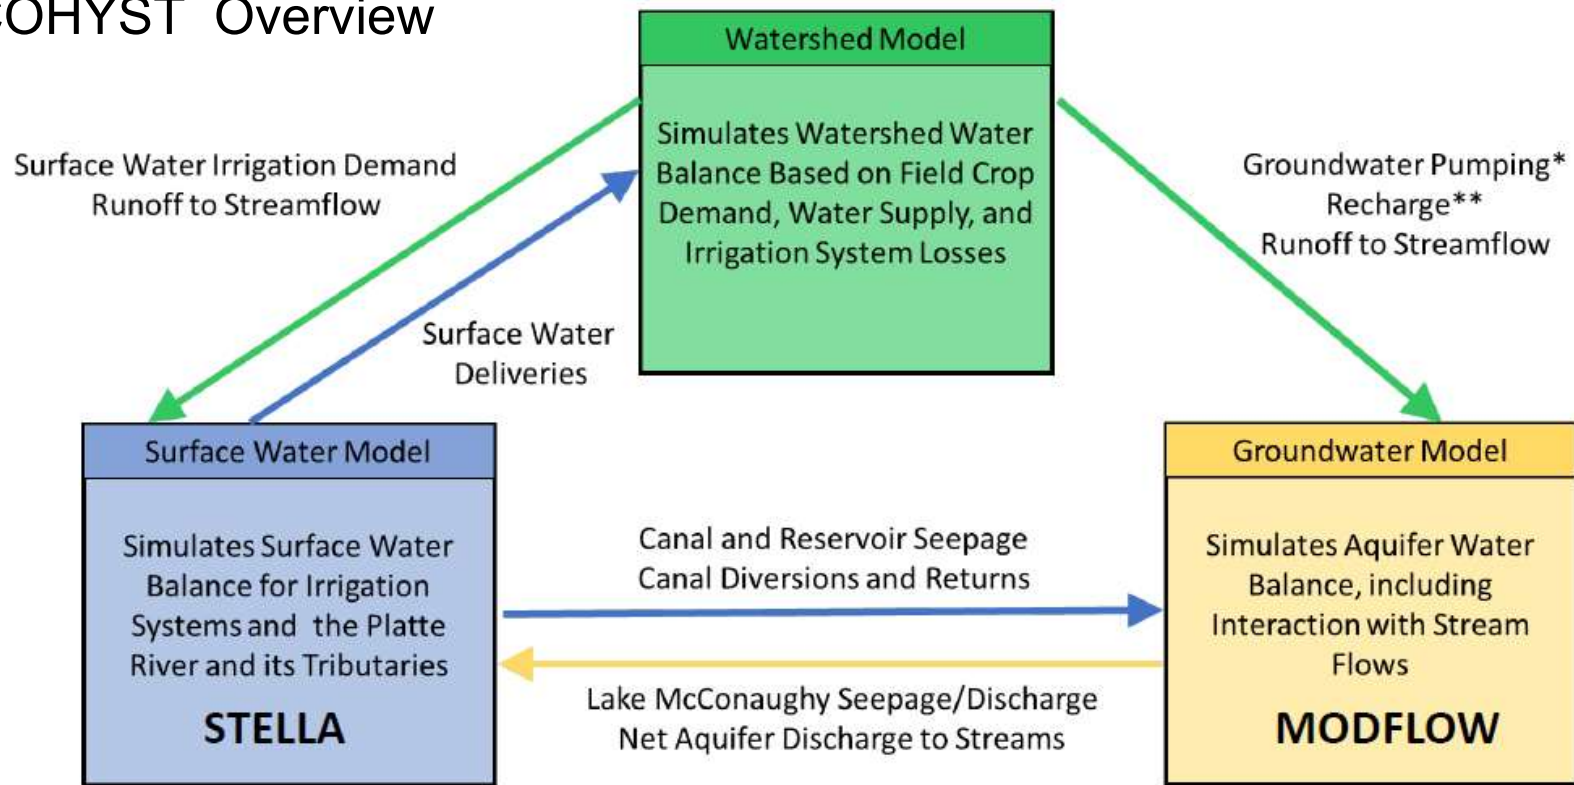 COHYST Overview
Watershed Model
Simulates Watershed Water
Balance Based on Field Crop
Demand, Water Supply, and
Irrigation System Losses
Surface Water Irrigation Demand
Runoff to Streamflow
Groundwater Pumping*
Recharge**
Runoff to Streamflow
Surface Water
Deliveries
Surface Water Model
Simulates Surface Water
Balance for Irrigation
Systems and the Platte
River and its Tributaries
STELLA
Canal and Reservoir Seepage
Canal Diversions and Returns
Lake McConaughy Seepage/Discharge
Net Aquifer Discharge to Streams
Groundwater Model
Simulates Aquifer Water
Balance, including
Interaction with Stream
Flows
MODFLOW